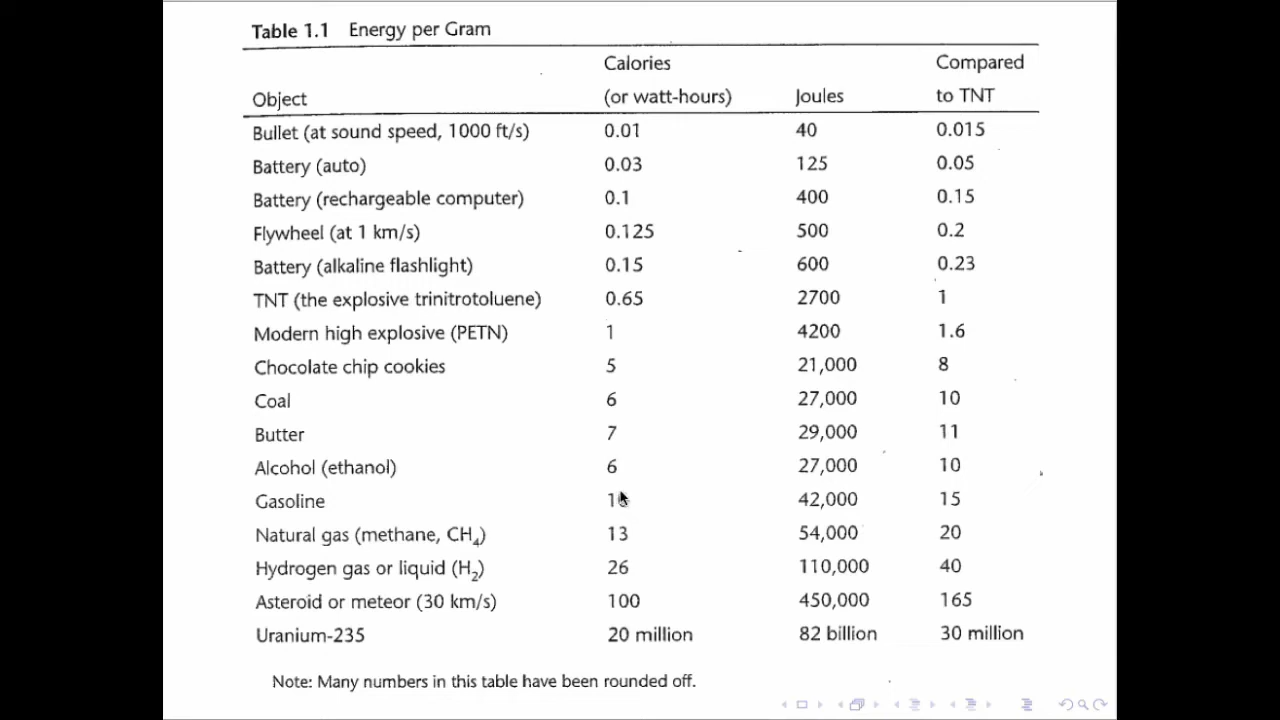 Table 1.1 Energy per Gram
Calories Compared
Object (or watt-hours) Joules to TNT
Bullet (at sound speed, 1000 ft/s) 0.01 40 0.015
Battery (auto) 0.03 125 0.05
Battery (rechargeable computer) 0.1 400 0.15
Flywheel (at 1 km/s) 0.125 500 0.2
Battery (alkaline flashlight) 0.15 600 0.23
TNT (the explosive trinitrotoluene) 0.65 2700 1
Modern high explosive (PETN) 1 4200 1.6
Chocolate chip cookies 5 21,000 8
Coal 6 27,000 10
Butter 7 29,000 11
Alcohol (ethanol) 6 27,000 10
Gasoline 42,000 15
Natural gas (methane, CH₄) 13 54,000 20
Hydrogen gas or liquid (H₂) 26 110,000 40
Asteroid or meteor (30 km/s) 100 450,000 165
Uranium-235 20 million 82 billion 30 million
Note: Many numbers in this table have been rounded off.